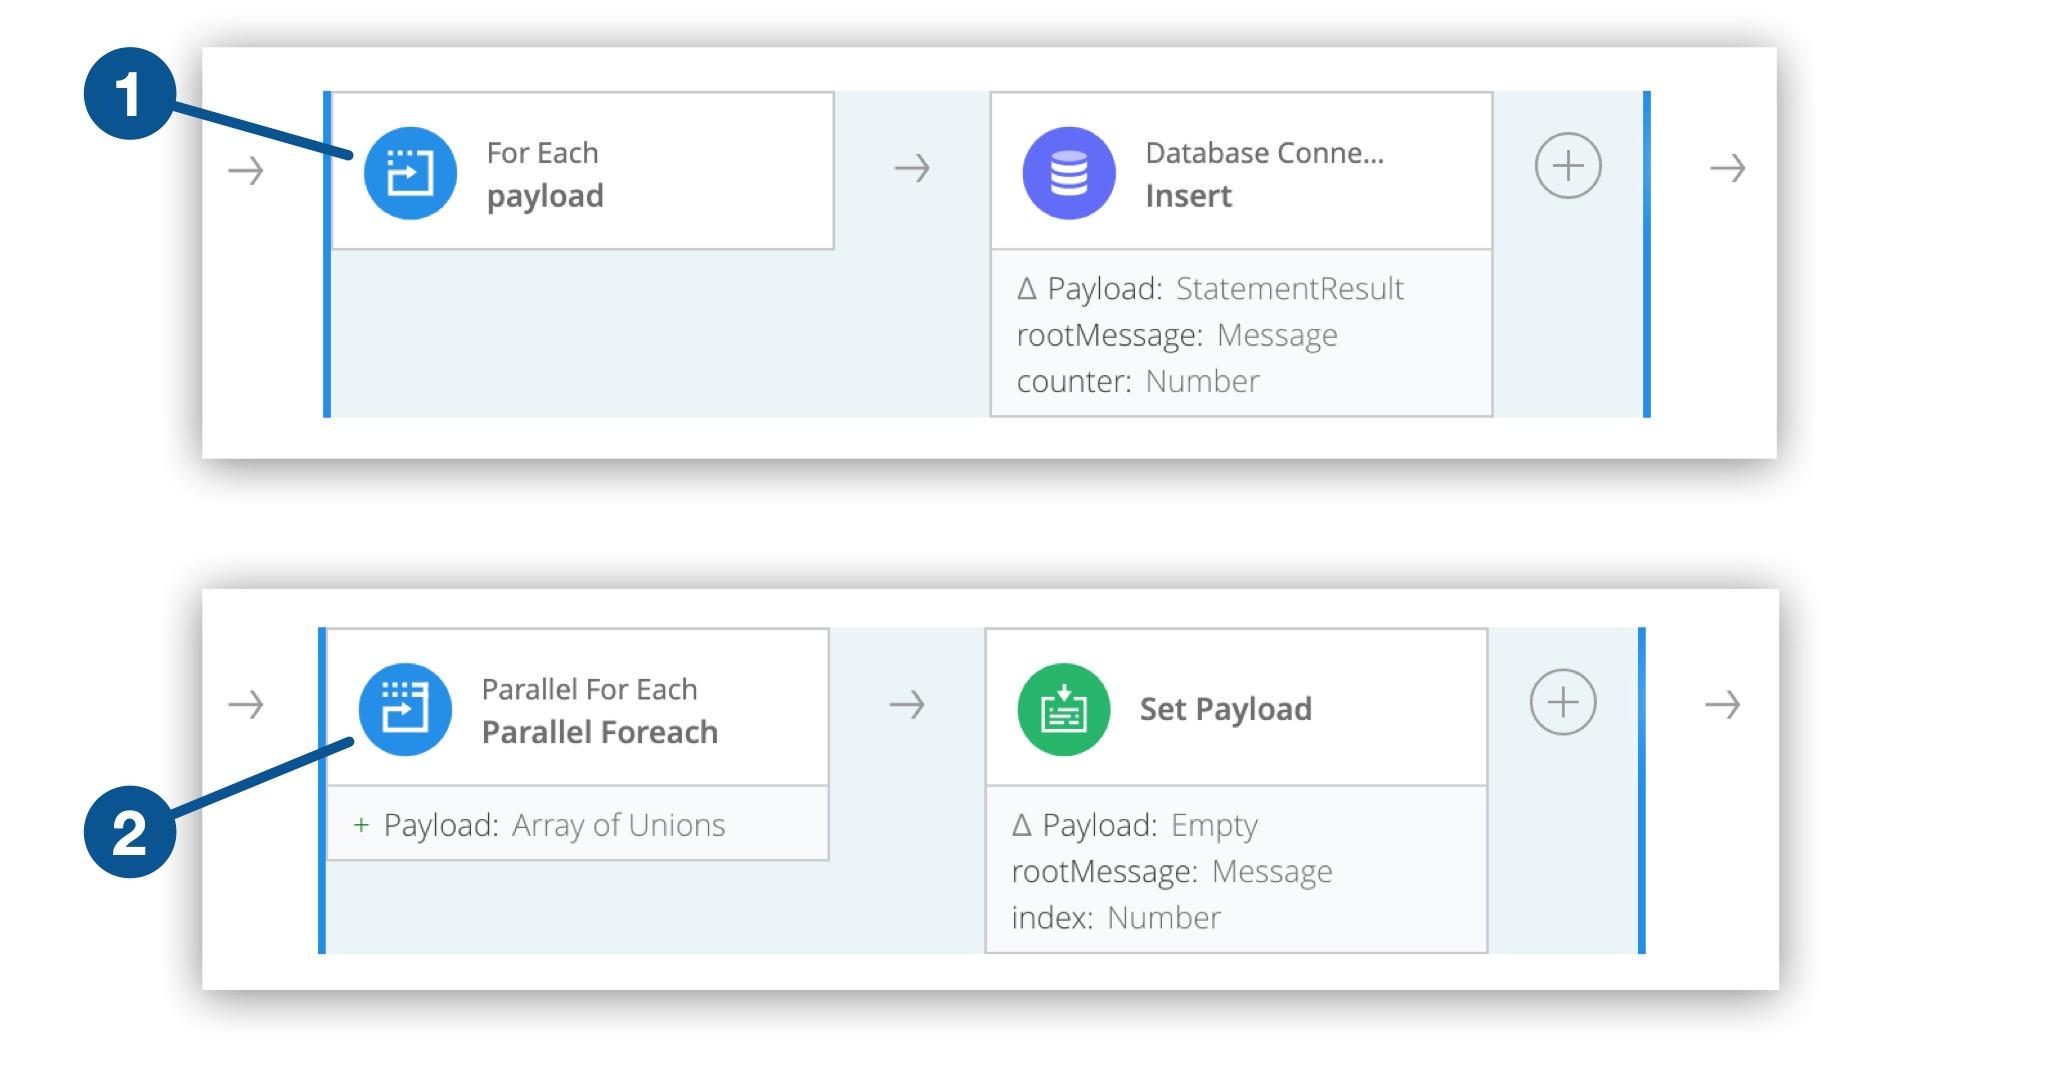 1
For Each
payload
Database Conne...
Insert
Δ Payload: StatementResult
rootMessage: Message
counter: Number
2
Parallel For Each
Parallel Foreach
+ Payload: Array of Unions
Set Payload
Δ Payload: Empty
rootMessage: Message
index: Number